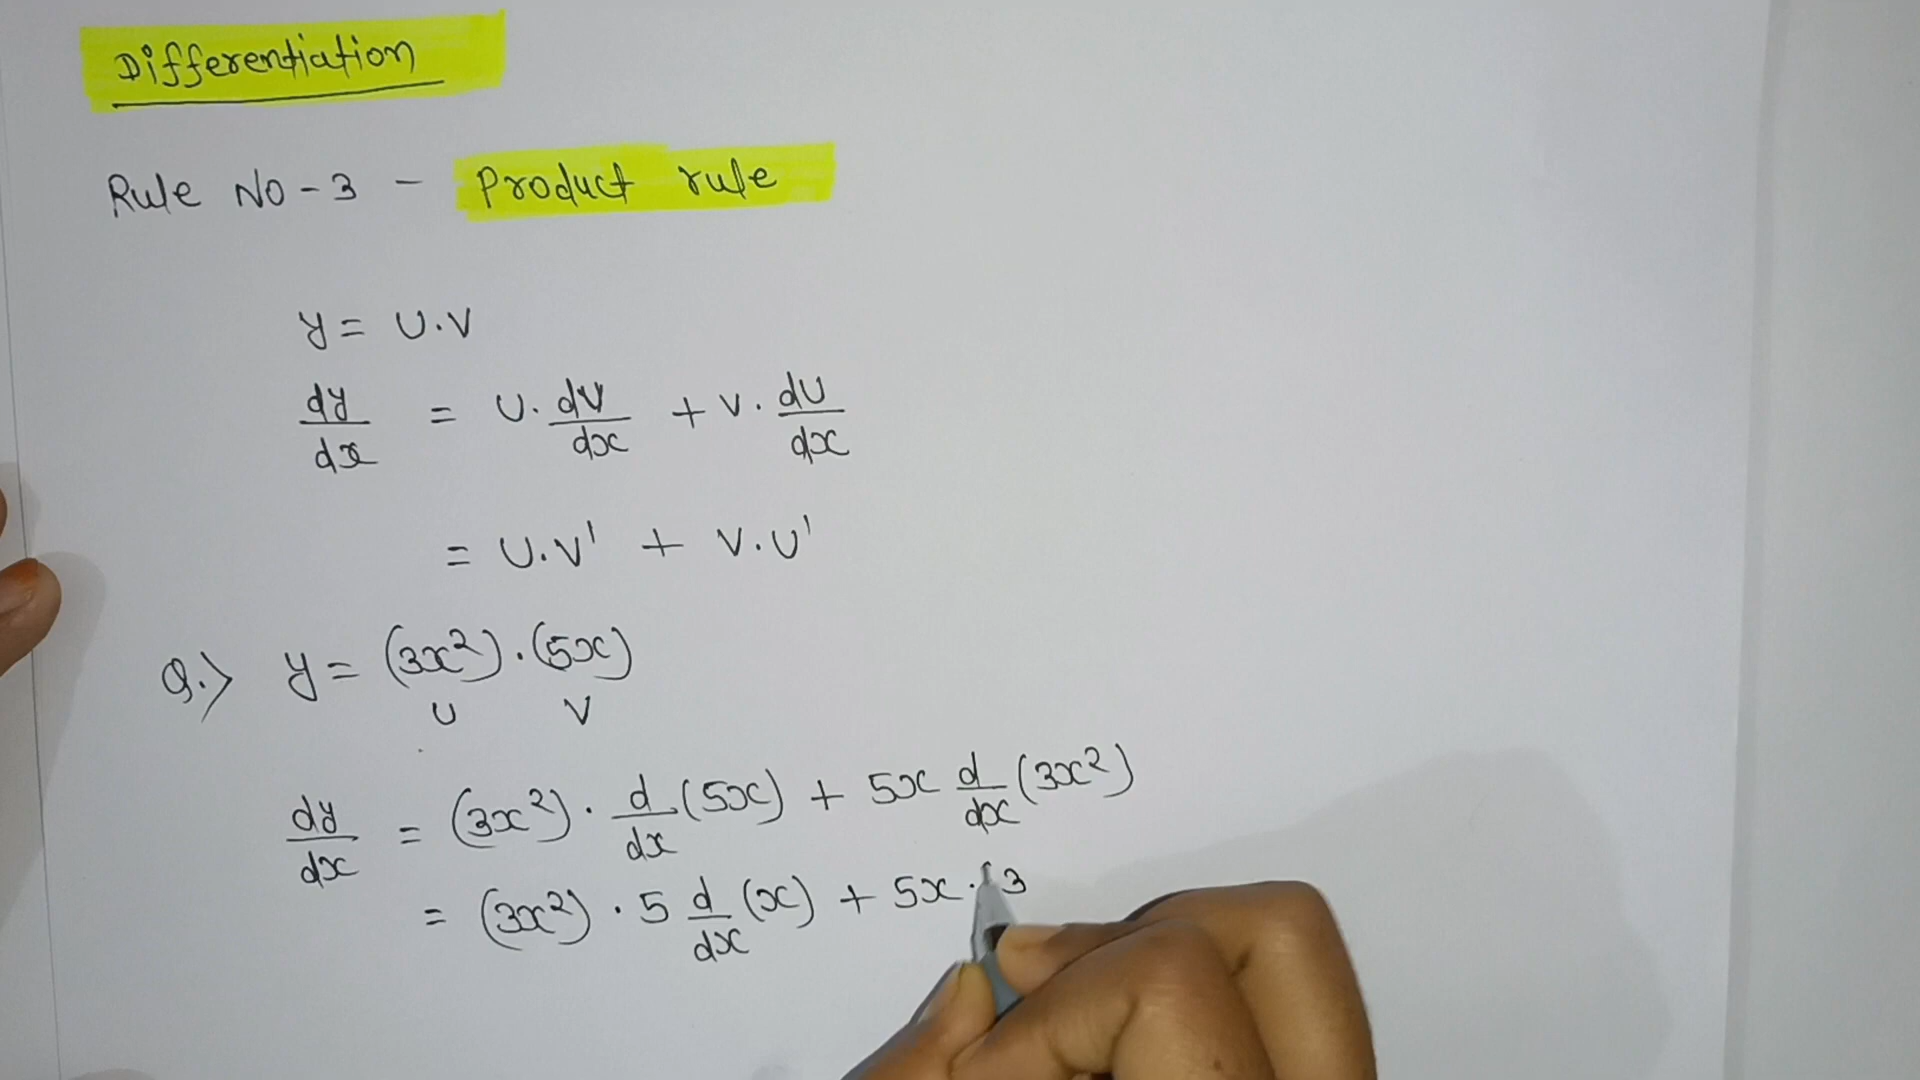 Differentiation
Rule No-3 - Product rule
y = U.V
dy/dx = U. dV/dx + V. dU/dx
= U.V' + V.U'
Q.> y = (3x²).(5x)
U V
dy/dx = (3x²). d/dx (5x) + 5x d/dx (3x²)
= (3x²) . 5 d/dx (x) + 5x . 3